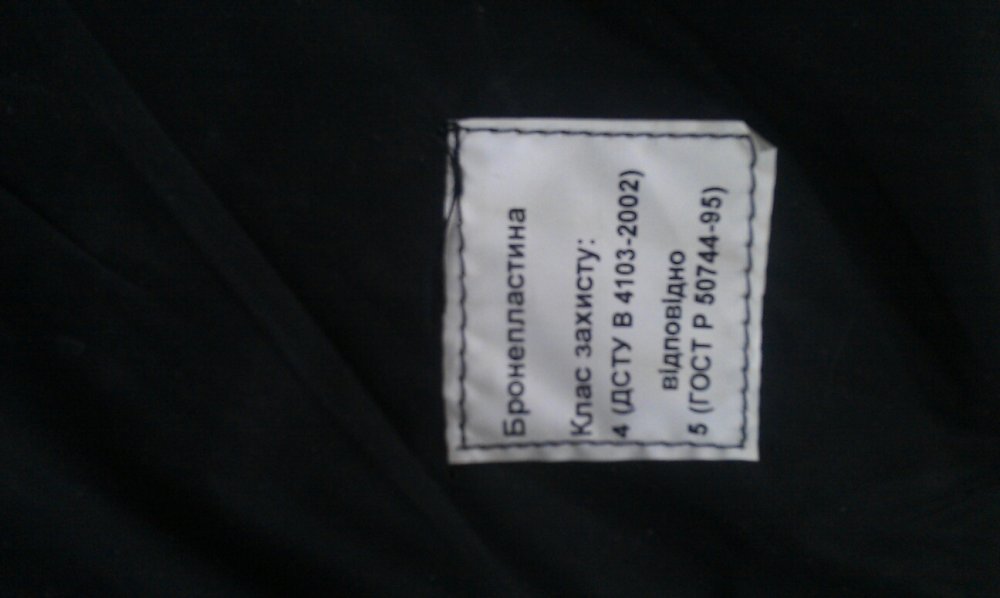 Бронепластина
Клас захисту:
4 (ДСТУ В 4103-2002)
відповідно
5 (ГОСТ Р 50744-95)